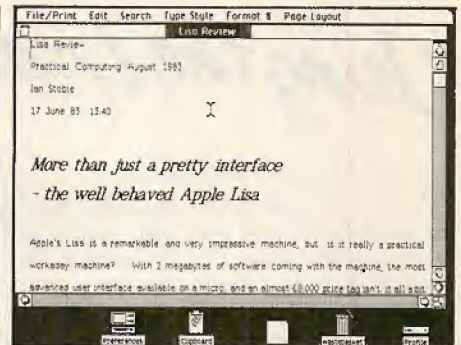 File/Print Edit Search Type Style Format ¶ Page Layout
Lisa Review
Lisa Review
Practical Computing August 1983
Ian Stobie
17 June 83 13.40
More than just a pretty interface
- the well behaved Apple Lisa
Apple's Lisa is a remarkable and very impressive machine, but is it really a practical
workaday machine? With 2 megabytes of software coming with the machine, the most
advanced user interface available on a micro, and an almost £8,000 price tag isn't it all a bit
Preferences Clipboard Wastebasket Profile